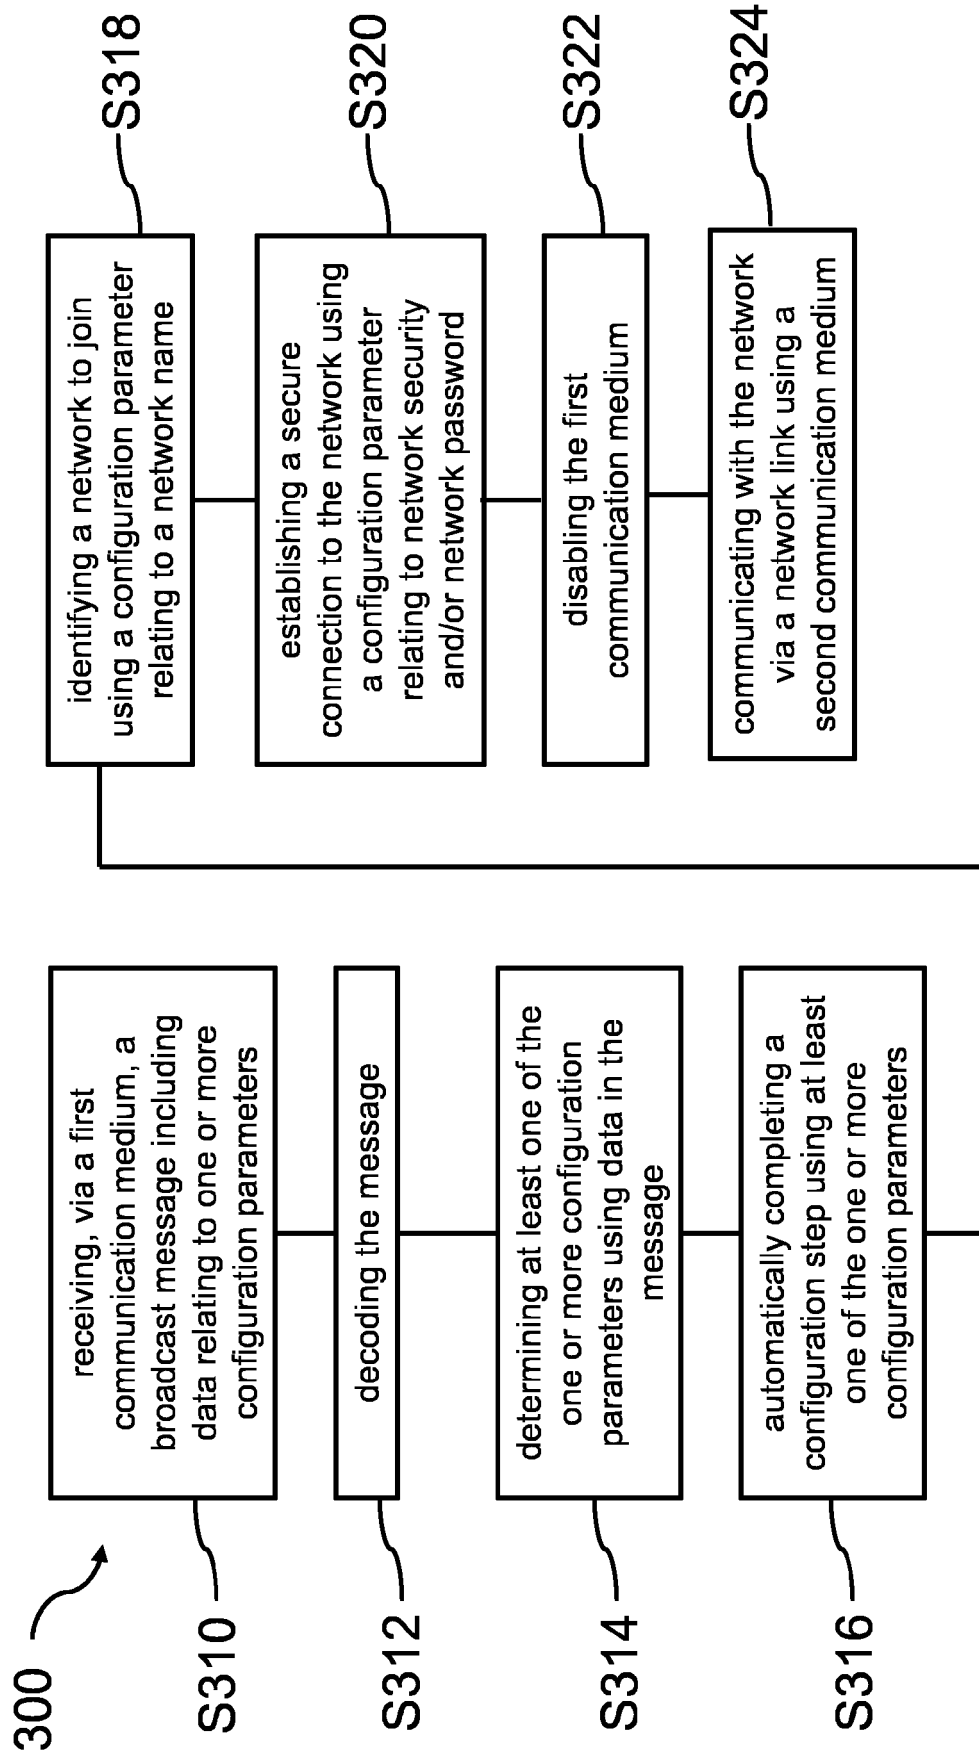 300
S310
receiving, via a first
communication medium, a
broadcast message including
data relating to one or more
configuration parameters
S312
decoding the message
S314
determining at least one of the
one or more configuration
parameters using data in the
message
S316
automatically completing a
configuration step using at least
one of the one or more
configuration parameters
identifying a network to join
using a configuration parameter
relating to a network name
S318
establishing a secure
connection to the network using
a configuration parameter
relating to network security
and/or network password
S320
disabling the first
communication medium
S322
communicating with the network
via a network link using a
second communication medium
S324